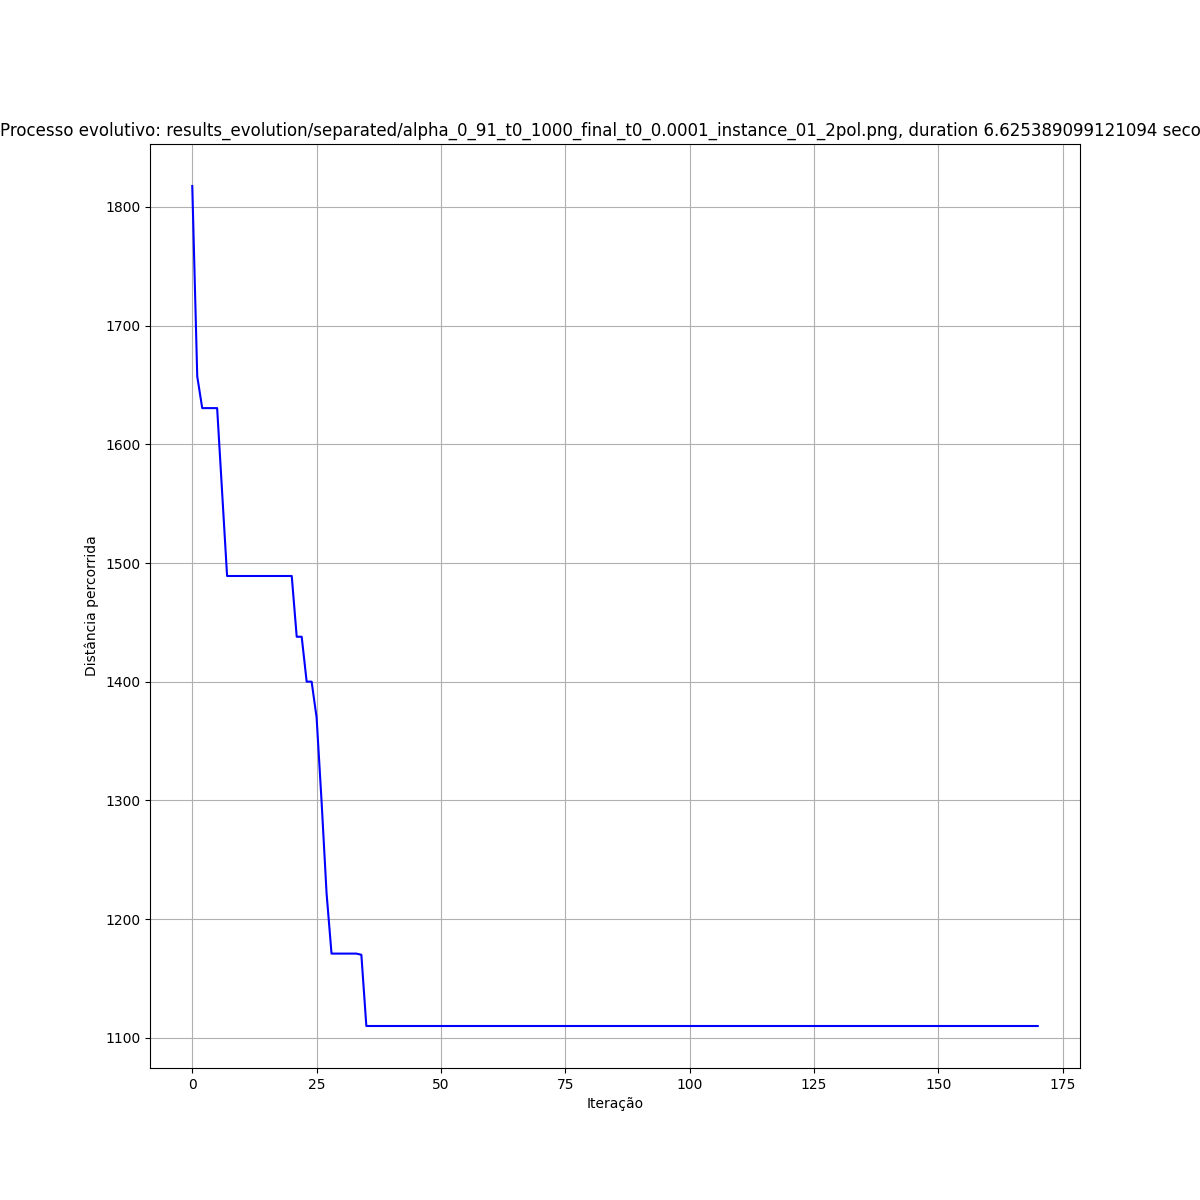 Processo evolutivo: results_evolution/separated/alpha_0_91_t0_1000_final_t0_0.0001_instance_01_2pol.png, duration 6.625389099121094 seco
1800
1700
1600
1500
1400
1300
1200
1100
Distância percorrida
0 25 50 75 100 125 150 175
Iteração